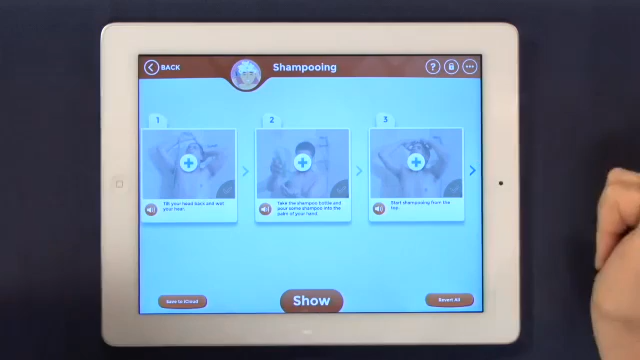 BACK
Shampooing
?
1
2
3
Tilt your head back and wet
your hair.
Take the shampoo bottle and
pour some shampoo into the
palm of your hand.
Start shampooing from the
top.
Save to iCloud
Show
Revert All